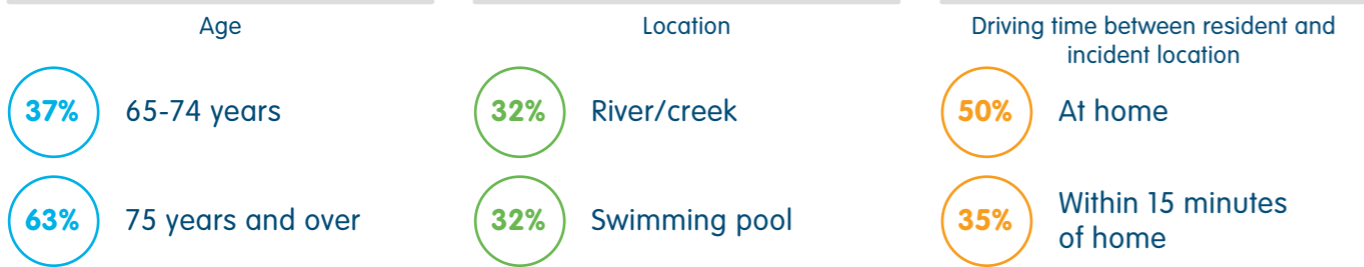 Age
37%
65-74 years
63%
75 years and over
Location
32%
River/creek
32%
Swimming pool
Driving time between resident and
incident location
50%
At home
35%
Within 15 minutes
of home